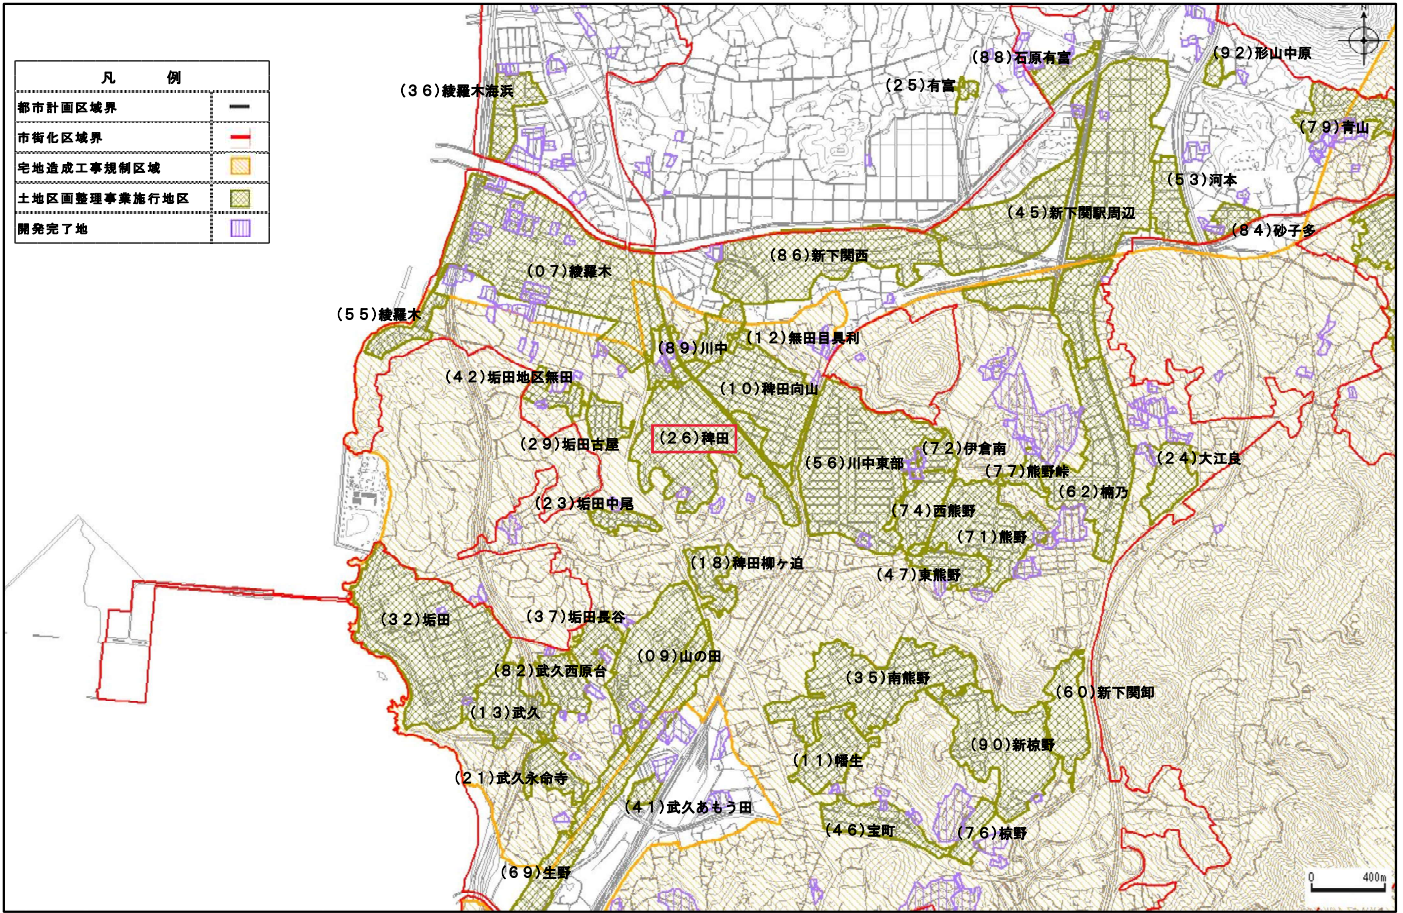 凡 例
都市計画区域界
市街化区域界
宅地造成工事規制区域
土地区画整理事業施行地区
開発完了地
(36)綾羅木海浜
(88)石原有富
(92)形山中原
(25)有富
(79)青山
(53)河本
(45)新下関駅周辺
(84)砂子多
(86)新下関西
(07)綾羅木
(55)綾羅木
(12)無田目具利
(89)川中
(42)垢田地区無田
(10)稗田向山
(29)垢田古屋
(26)稗田
(72)伊倉南
(56)川中東部
(77)熊野峠
(24)大江良
(62)楠乃
(23)垢田中尾
(74)西熊野
(71)熊野
(18)稗田柳ヶ迫
(47)東熊野
(32)垢田
(37)垢田長谷
(09)山の田
(82)武久西原台
(35)南熊野
(60)新下関卸
(13)武久
(90)新椋野
(11)幡生
(21)武久永命寺
(41)武久あもう田
(46)宝町
(76)椋野
(69)生野
0 400m